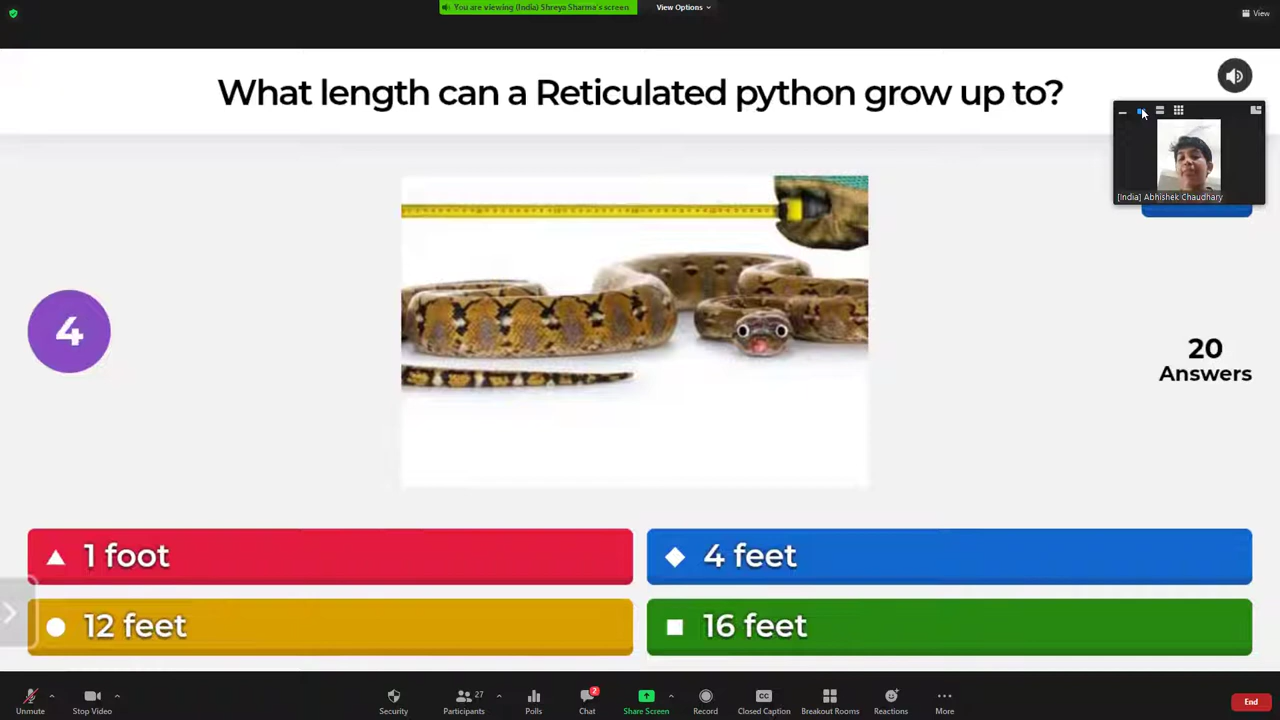 You are viewing (India) Shreya Sharma's screen
View Options
View
What length can a Reticulated python grow up to?
[India] Abhishek Chaudhary
4
20
Answers
1 foot
4 feet
12 feet
16 feet
Unmute
Stop Video
Security
27
Participants
Polls
2
Chat
Share Screen
Record
CC
Closed Caption
Breakout Rooms
Reactions
More
End